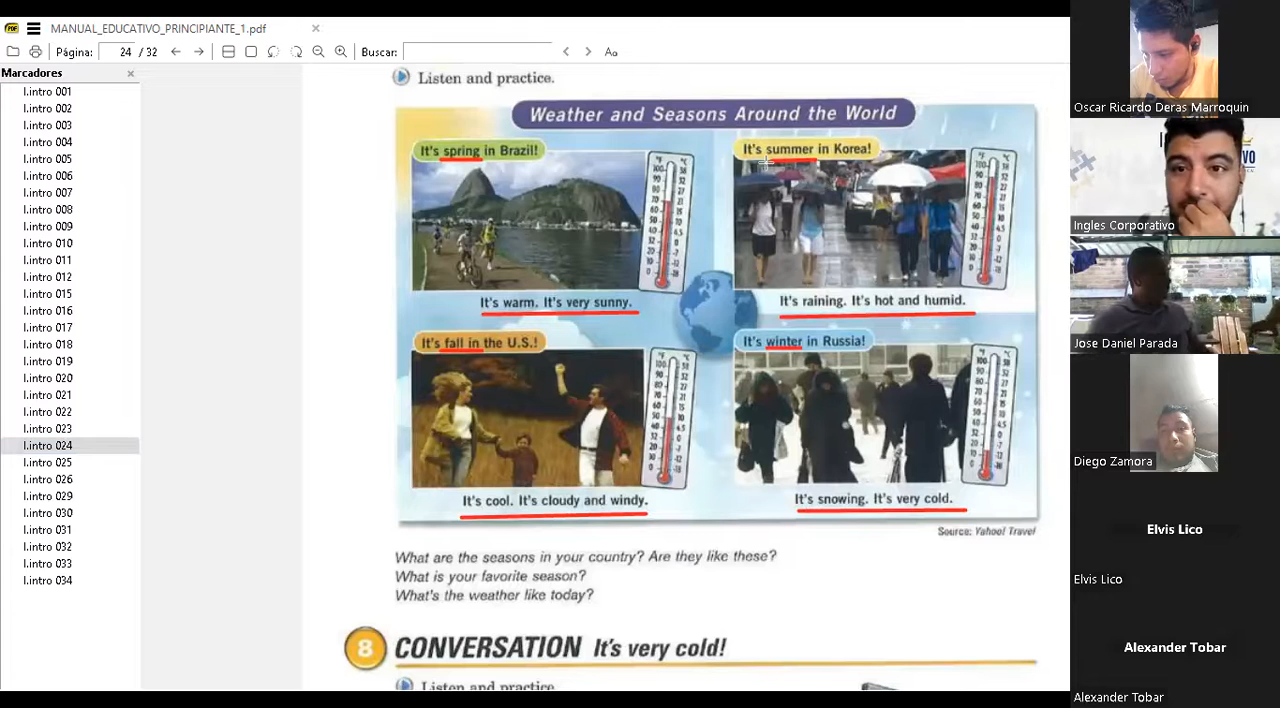 MANUAL_EDUCATIVO_PRINCIPIANTE_1.pdf
Página: 24 / 32 Buscar: Aa
Marcadores
I.intro 001
I.intro 002
I.intro 003
I.intro 004
I.intro 005
I.intro 006
I.intro 007
I.intro 008
I.intro 009
I.intro 010
I.intro 011
I.intro 012
I.intro 015
I.intro 016
I.intro 017
I.intro 018
I.intro 019
I.intro 020
I.intro 021
I.intro 022
I.intro 023
I.intro 024
I.intro 025
I.intro 026
I.intro 029
I.intro 030
I.intro 031
I.intro 032
I.intro 033
I.intro 034
Listen and practice.
Weather and Seasons Around the World
It's spring in Brazil!
It's summer in Korea!
It's warm. It's very sunny.
It's raining. It's hot and humid.
It's fall in the U.S.!
It's winter in Russia!
It's cool. It's cloudy and windy.
It's snowing. It's very cold.
Source: Yahoo! Travel
What are the seasons in your country? Are they like these?
What is your favorite season?
What's the weather like today?
8 CONVERSATION It's very cold!
Listen and practice
Oscar Ricardo Deras Marroquin
Ingles Corporativo
Jose Daniel Parada
Diego Zamora
Elvis Lico
Elvis Lico
Alexander Tobar
Alexander Tobar